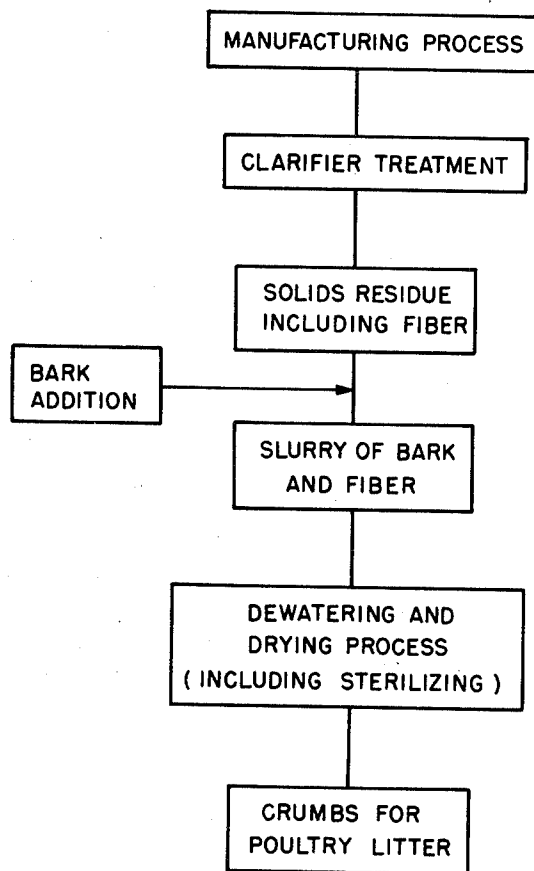 MANUFACTURING PROCESS
CLARIFIER TREATMENT
SOLIDS RESIDUE
INCLUDING FIBER
BARK
ADDITION
SLURRY OF BARK
AND FIBER
DEWATERING AND
DRYING PROCESS
( INCLUDING STERILIZING )
CRUMBS FOR
POULTRY LITTER